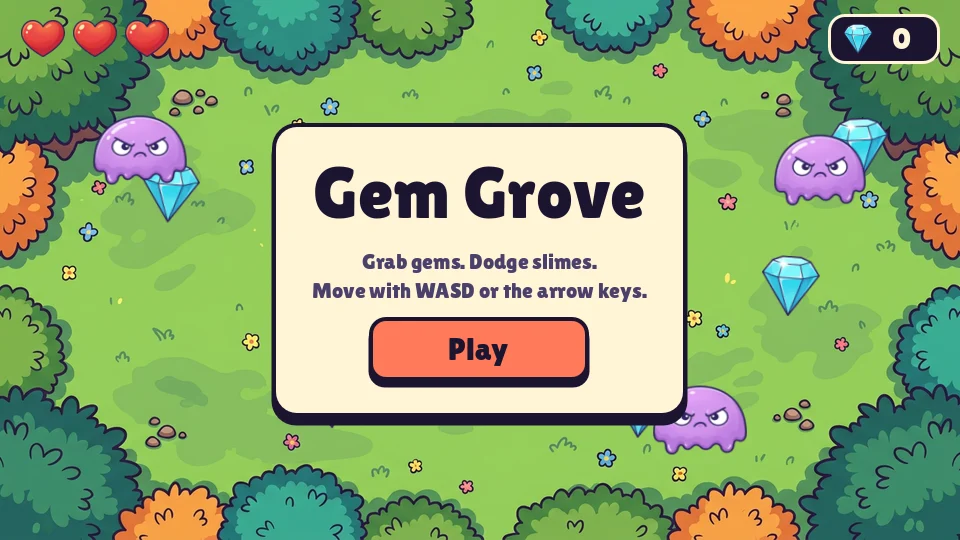 0
Gem Grove
Grab gems. Dodge slimes.
Move with WASD or the arrow keys.
Play